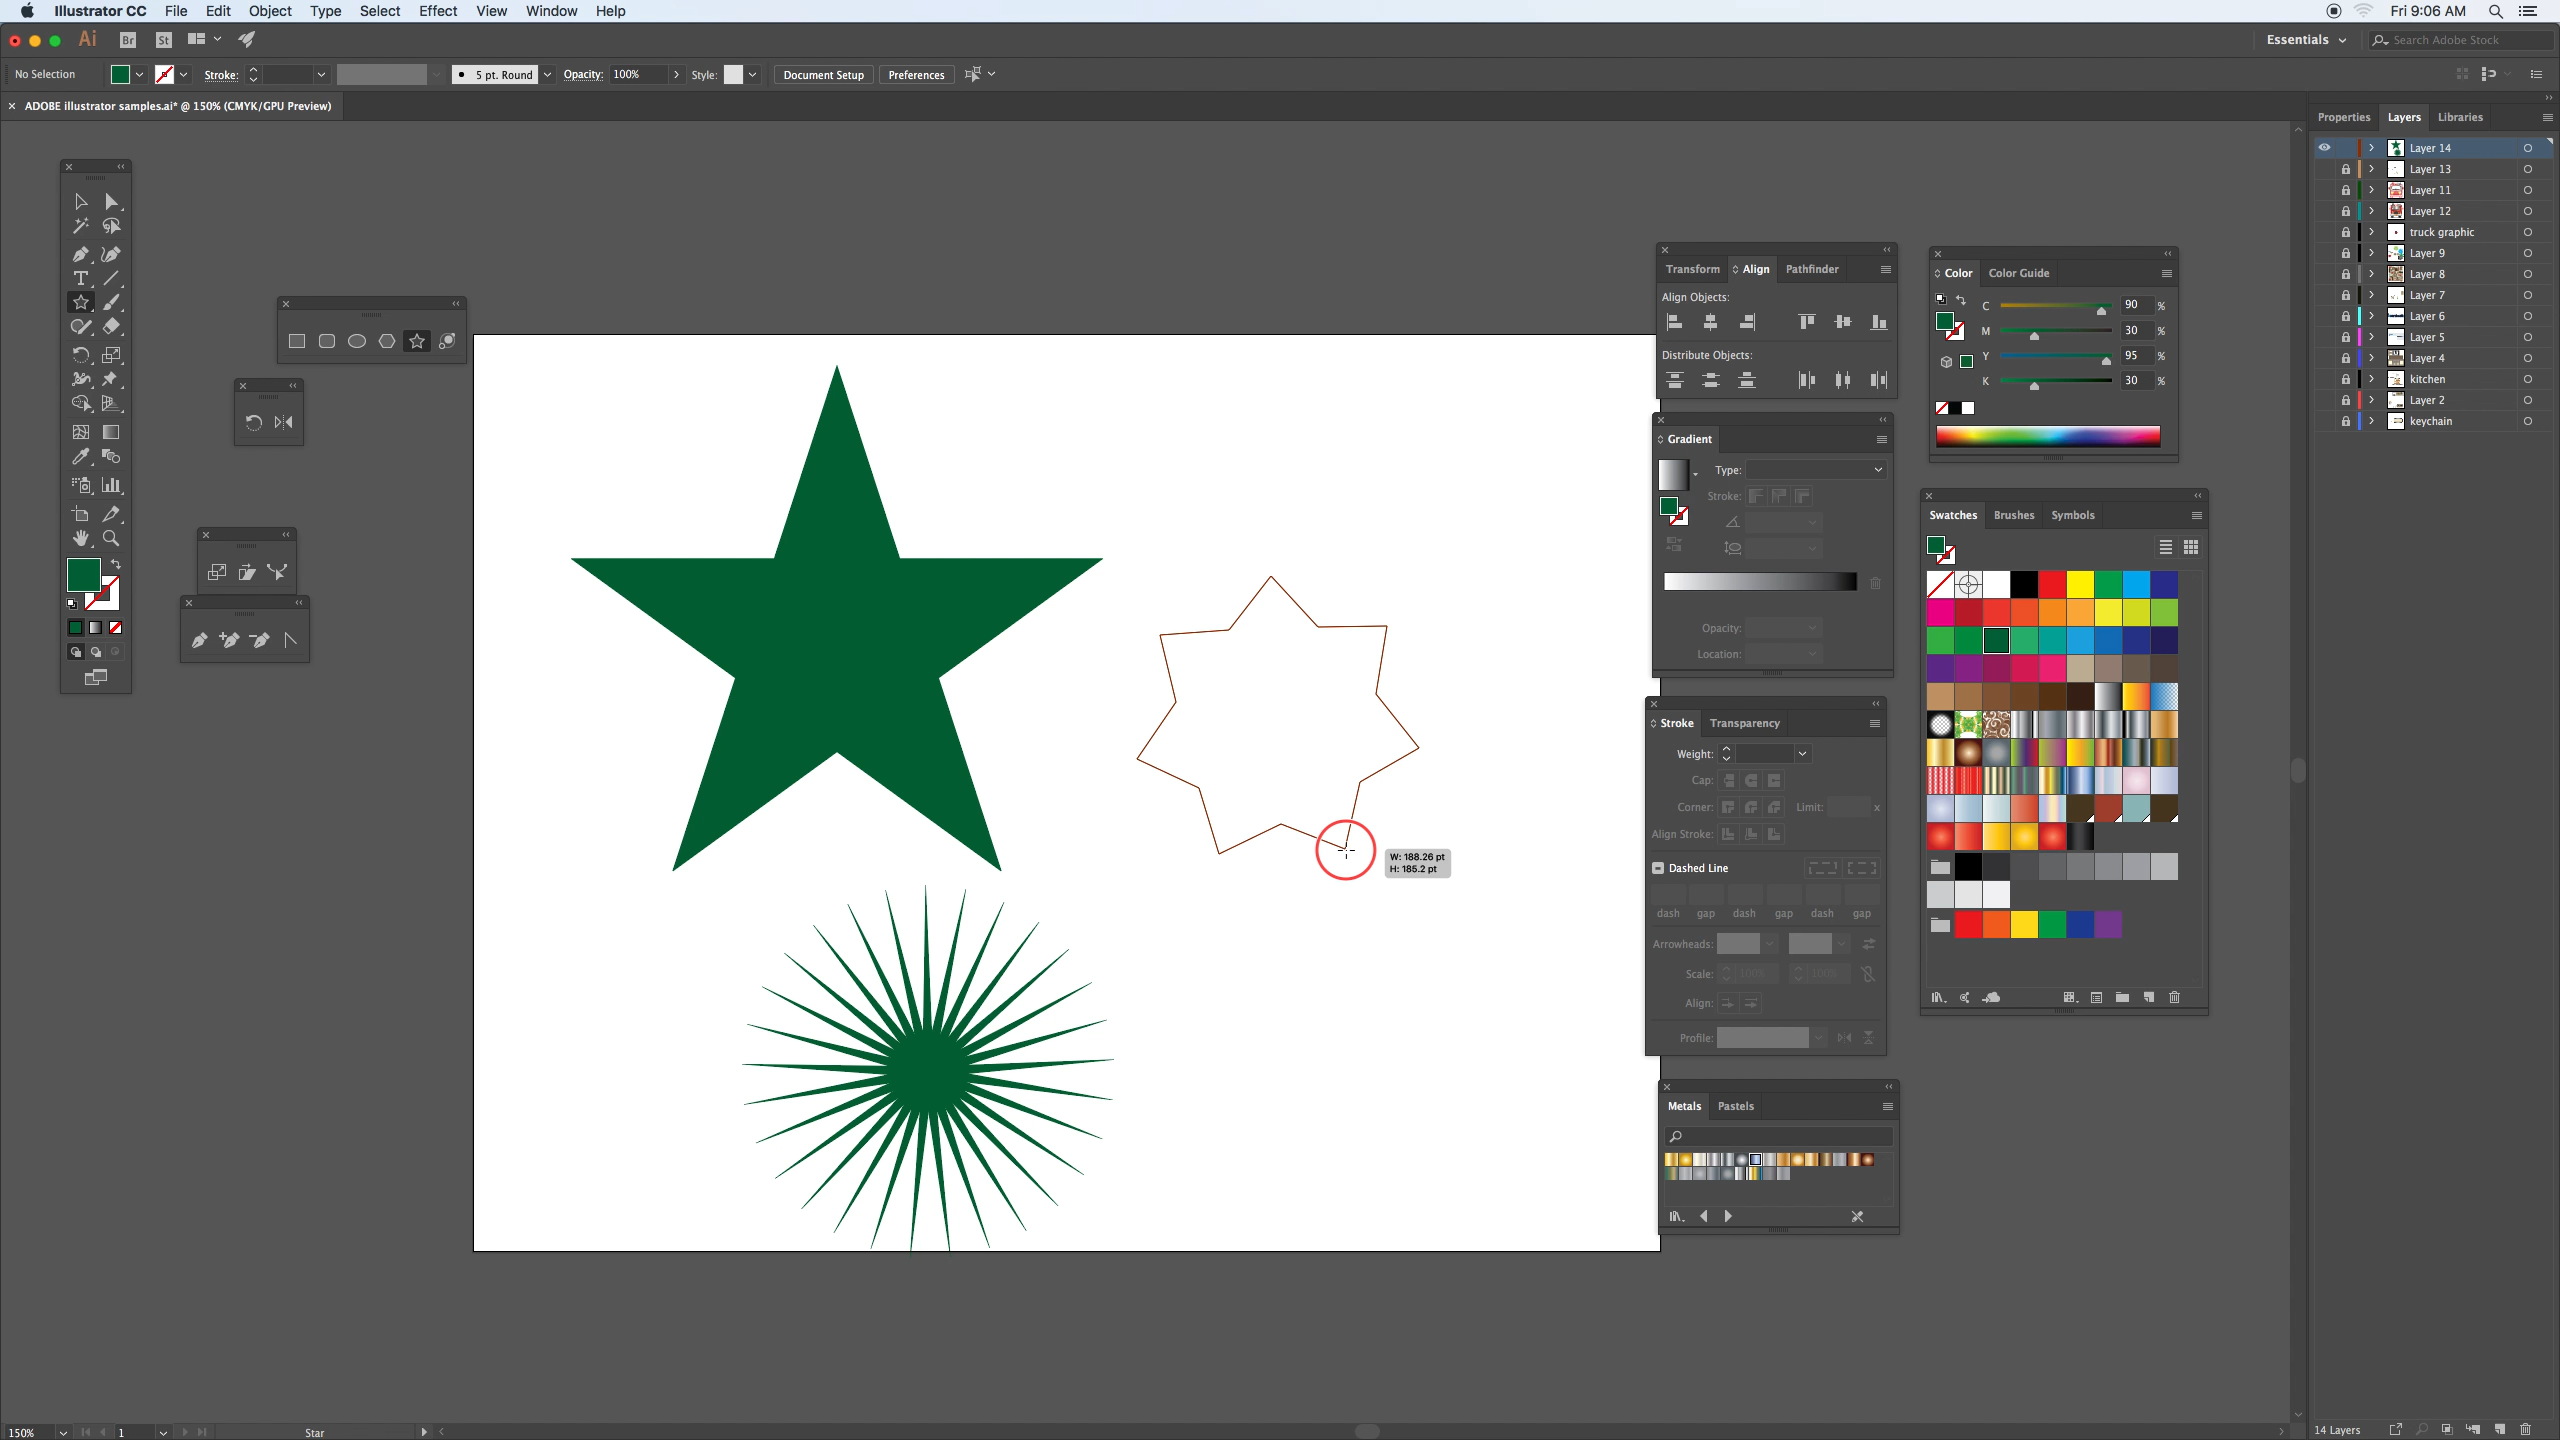 Illustrator CC File Edit Object Type Select Effect View Window Help Fri 9:06 AM
Ai Br St Essentials Search Adobe Stock
No Selection Stroke: 5 pt. Round Opacity: 100% Style: Document Setup Preferences
ADOBE illustrator samples.ai* @ 150% (CMYK/GPU Preview)
Properties Layers Libraries
Layer 14
Layer 13
Layer 11
Layer 12
truck graphic
Layer 9
Layer 8
Layer 7
Layer 6
Layer 5
Layer 4
kitchen
Layer 2
keychain
Transform Align Pathfinder
Align Objects:
Distribute Objects:
Color Color Guide
C 90 %
M 30 %
Y 95 %
K 30 %
Gradient
Type:
Stroke:
Opacity:
Location:
Swatches Brushes Symbols
Stroke Transparency
Weight:
Cap:
Corner: Limit: x
Align Stroke:
Dashed Line
dash gap dash gap dash gap
Arrowheads:
Scale: 100% 100%
Align:
Profile:
W: 188.26 pt
H: 185.2 pt
Metals Pastels
150% 1 Star
14 Layers